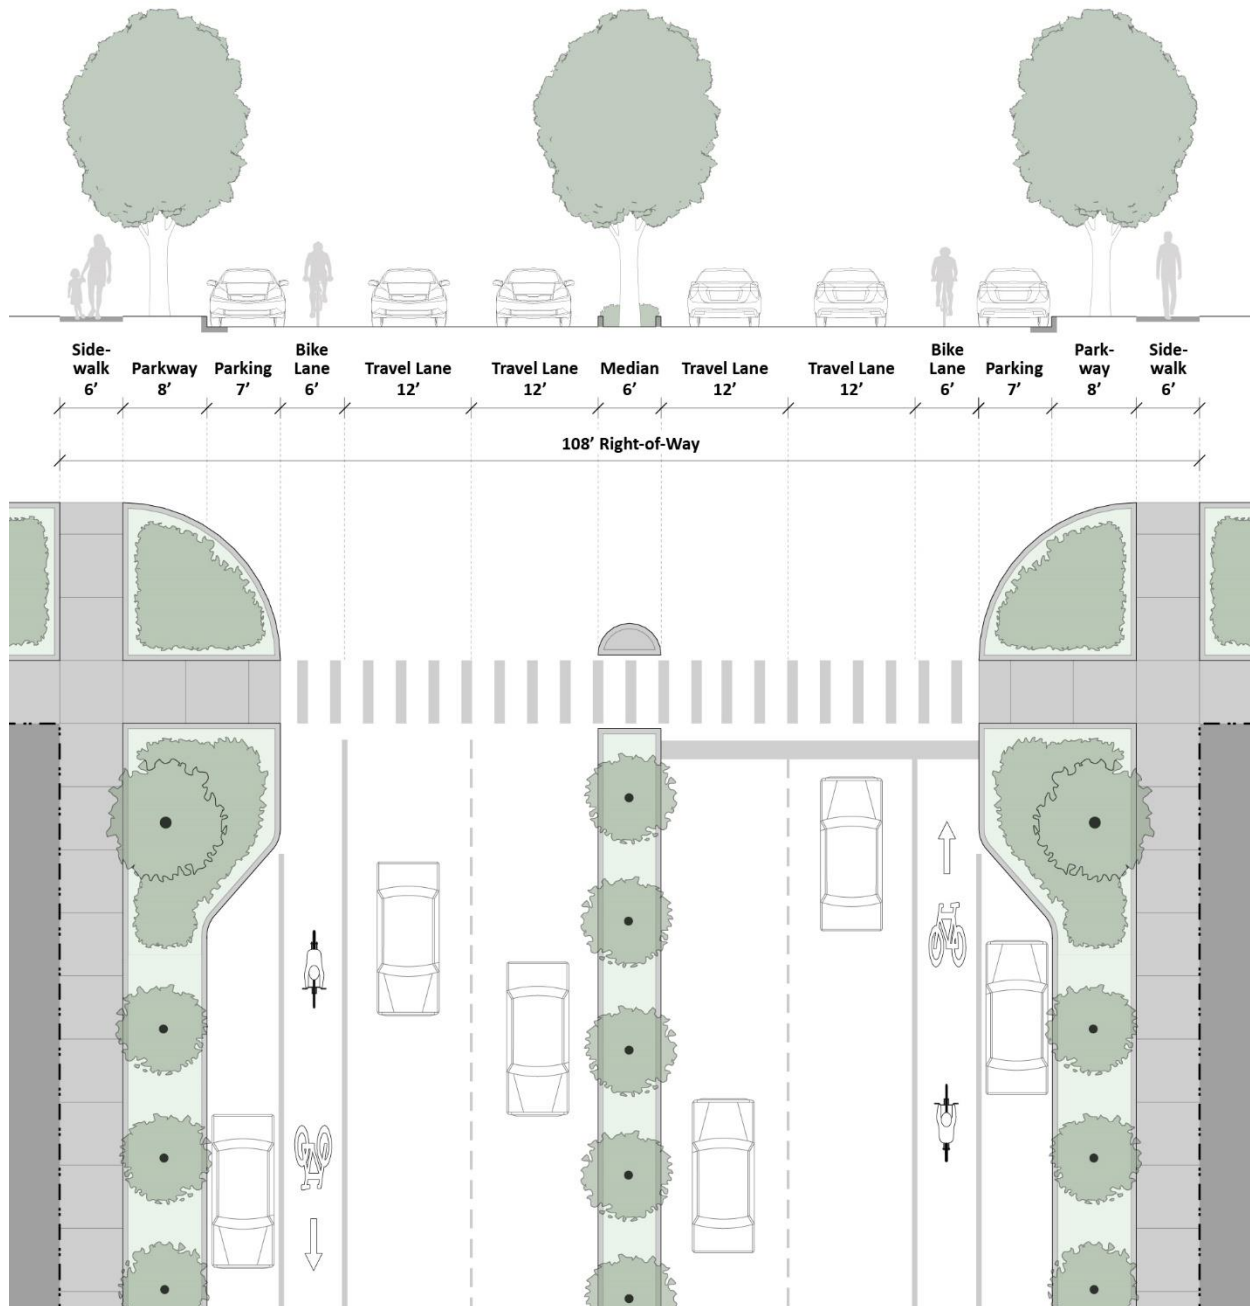 Side-
walk
6’
Parkway
8’
Parking
7’
Bike
Lane
6’
Travel Lane
12’
Travel Lane
12’
Median
6’
Travel Lane
12’
Travel Lane
12’
Bike
Lane
6’
Parking
7’
Park-
way
8’
Side-
walk
6’
108’ Right-of-Way